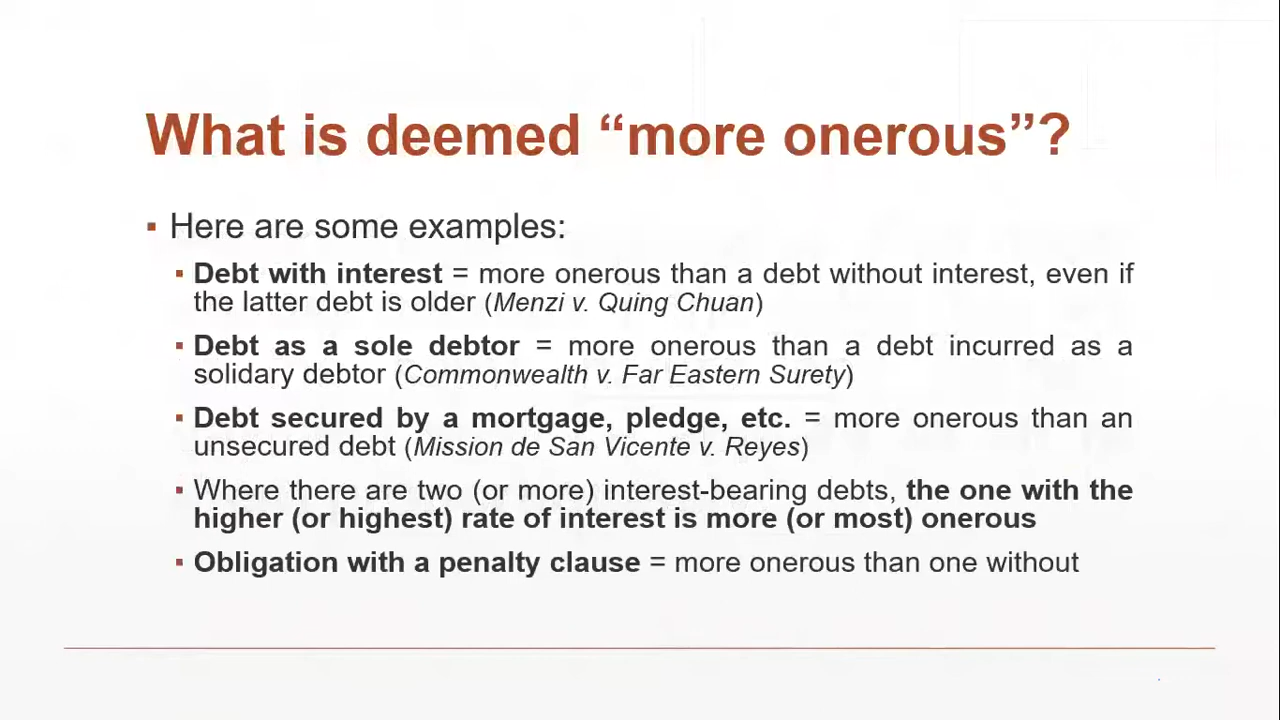 What is deemed “more onerous”?
▪ Here are some examples:
▪ Debt with interest = more onerous than a debt without interest, even if
the latter debt is older (Menzi v. Quing Chuan)
▪ Debt as a sole debtor = more onerous than a debt incurred as a
solidary debtor (Commonwealth v. Far Eastern Surety)
▪ Debt secured by a mortgage, pledge, etc. = more onerous than an
unsecured debt (Mission de San Vicente v. Reyes)
▪ Where there are two (or more) interest-bearing debts, the one with the
higher (or highest) rate of interest is more (or most) onerous
▪ Obligation with a penalty clause = more onerous than one without